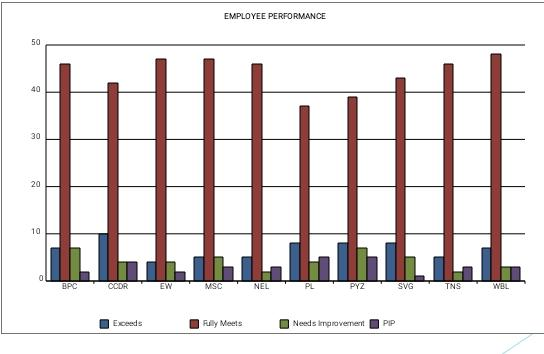 EMPLOYEE PERFORMANCE
50
40
30
20
10
0
BPC CCDR EW MSC NEL PL PYZ SVG TNS WBL
Exceeds Fully Meets Needs Improvement PIP